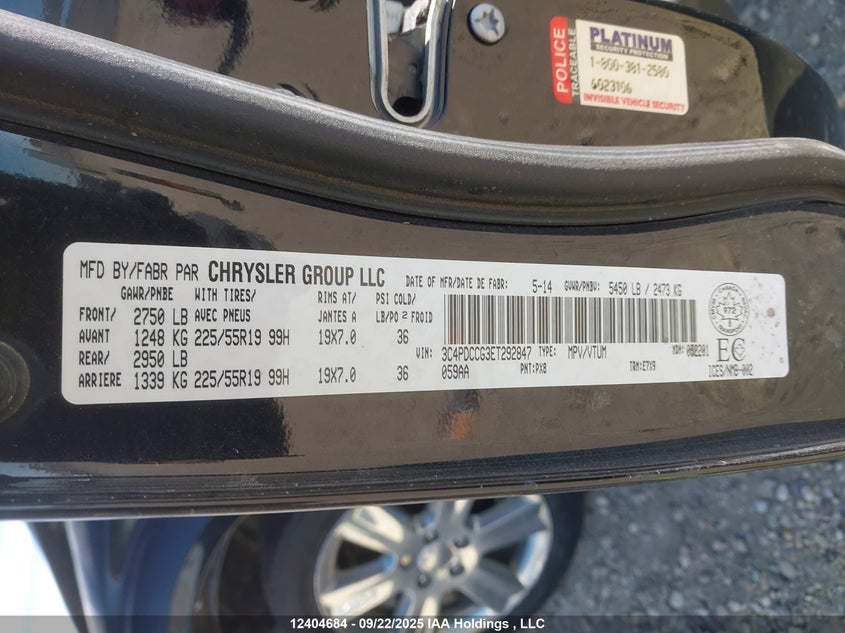 POLICE
TRACEABLE
PLATINUM
SECURITY PROTECTION
1-800-381-2580
6023106
INVISIBLE VEHICLE SECURITY
MFD BY/FABR PAR CHRYSLER GROUP LLC DATE OF MFR/DATE DE FABR: 5-14 GVWR/PNBV: 5450 LB / 2473 KG
GAWR/PNBE WITH TIRES/ RIMS AT/ PSI COLD/
FRONT/ 2750 LB AVEC PNEUS JANTES A LB/PO² FROID
AVANT 1248 KG 225/55R19 99H 19X7.0 36
REAR/ 2950 LB
ARRIERE 1339 KG 225/55R19 99H 19X7.0 36
VIN: 3C4PDCCG3ET292847 TYPE: MPV/VTUM MDH: 
059AA PNT:PX8 TRM:E7X9
CANADA
972
EC
ICES/NMB-002
12404684 - 09/22/2025 IAA Holdings , LLC